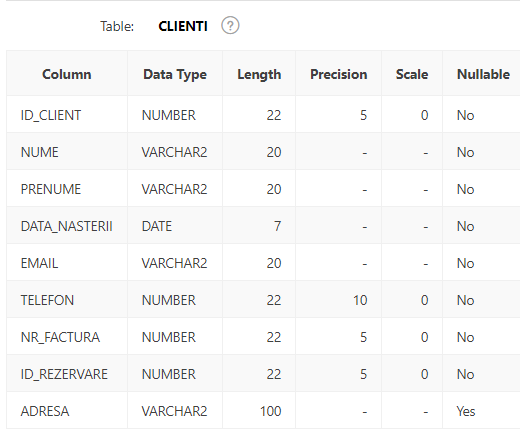 Table: CLIENTI ?
Column Data Type Length Precision Scale Nullable
ID_CLIENT NUMBER 22 5 0 No
NUME VARCHAR2 20 - - No
PRENUME VARCHAR2 20 - - No
DATA_NASTERII DATE 7 - - No
EMAIL VARCHAR2 20 - - No
TELEFON NUMBER 22 10 0 No
NR_FACTURA NUMBER 22 5 0 No
ID_REZERVARE NUMBER 22 5 0 No
ADRESA VARCHAR2 100 - - Yes